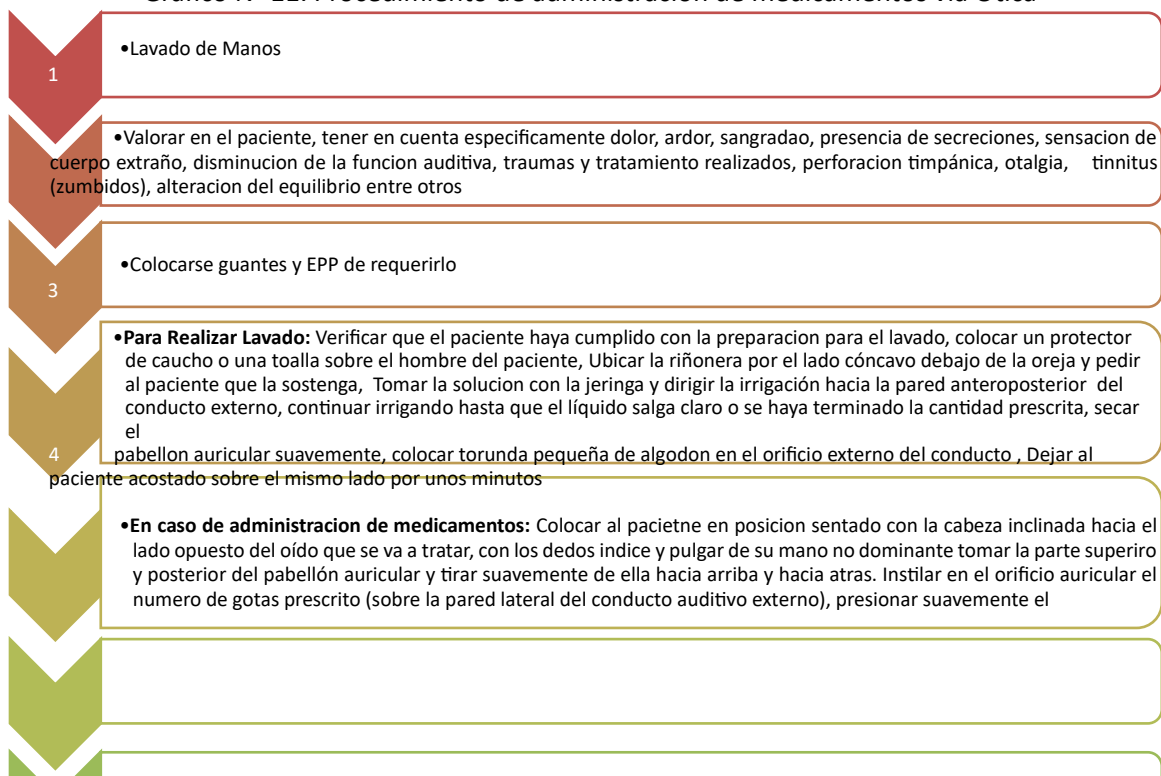 Gráfico N° 11. Procedimiento de administración de medicamentos vía Ótica
1
•Lavado de Manos
•Valorar en el paciente, tener en cuenta especificamente dolor, ardor, sangradao, presencia de secreciones, sensacion de
cuerpo extraño, disminucion de la funcion auditiva, traumas y tratamiento realizados, perforacion timpánica, otalgia, tinnitus
(zumbidos), alteracion del equilibrio entre otros
3
•Colocarse guantes y EPP de requerirlo
•Para Realizar Lavado: Verificar que el paciente haya cumplido con la preparacion para el lavado, colocar un protector
de caucho o una toalla sobre el hombre del paciente, Ubicar la riñonera por el lado cóncavo debajo de la oreja y pedir
al paciente que la sostenga, Tomar la solucion con la jeringa y dirigir la irrigación hacia la pared anteroposterior del
conducto externo, continuar irrigando hasta que el líquido salga claro o se haya terminado la cantidad prescrita, secar
el
4
pabellon auricular suavemente, colocar torunda pequeña de algodon en el orificio externo del conducto , Dejar al
paciente acostado sobre el mismo lado por unos minutos
•En caso de administracion de medicamentos: Colocar al pacietne en posicion sentado con la cabeza inclinada hacia el
lado opuesto del oído que se va a tratar, con los dedos indice y pulgar de su mano no dominante tomar la parte superiro
y posterior del pabellón auricular y tirar suavemente de ella hacia arriba y hacia atras. Instilar en el orificio auricular el
numero de gotas prescrito (sobre la pared lateral del conducto auditivo externo), presionar suavemente el